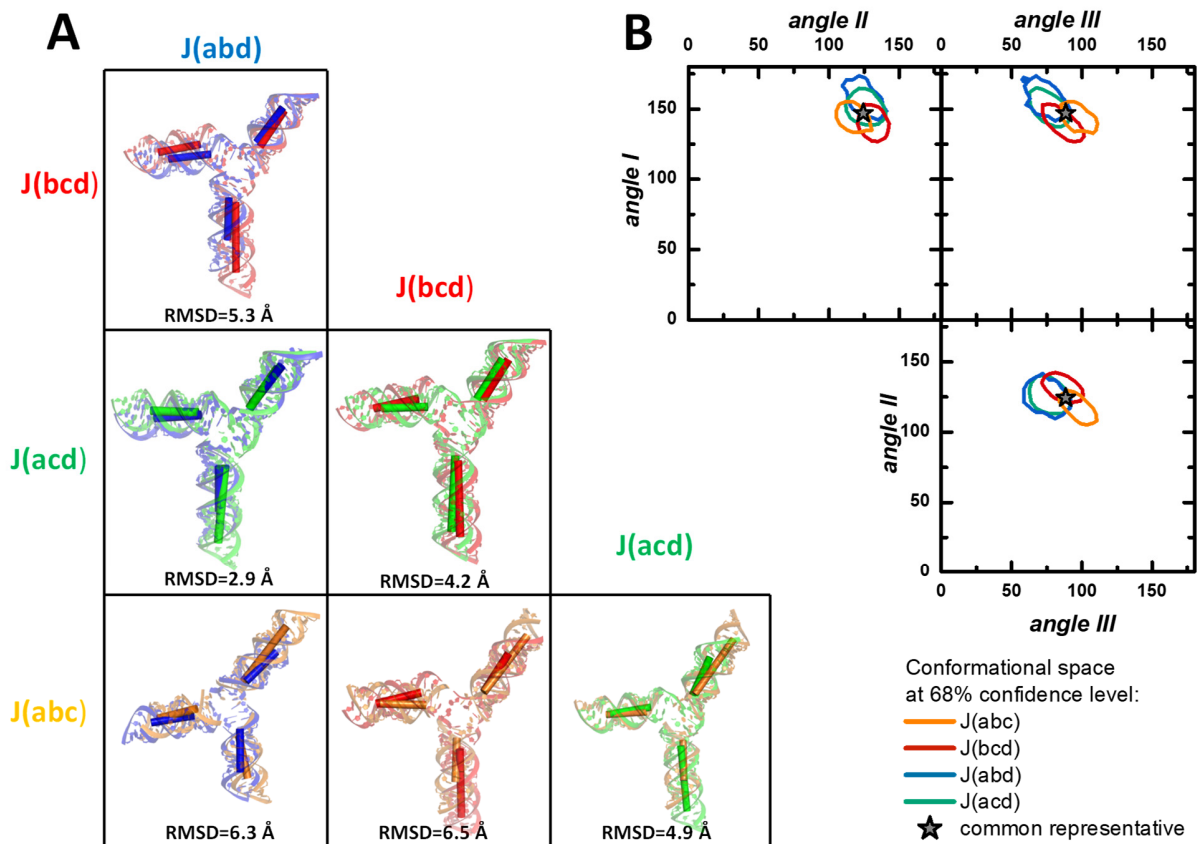 A
J(abd)
J(bcd)
RMSD=5.3 Å
J(bcd)
J(acd)
RMSD=2.9 Å
RMSD=4.2 Å
J(acd)
J(abc)
RMSD=6.3 Å
RMSD=6.5 Å
RMSD=4.9 Å
B
angle II
angle III
0 50 100 150
0 50 100 150
angle I
150
100
50
0
angle II
150
100
50
0
0 50 100 150
angle III
Conformational space
at 68% confidence level:
J(abc)
J(bcd)
J(abd)
J(acd)
common representative